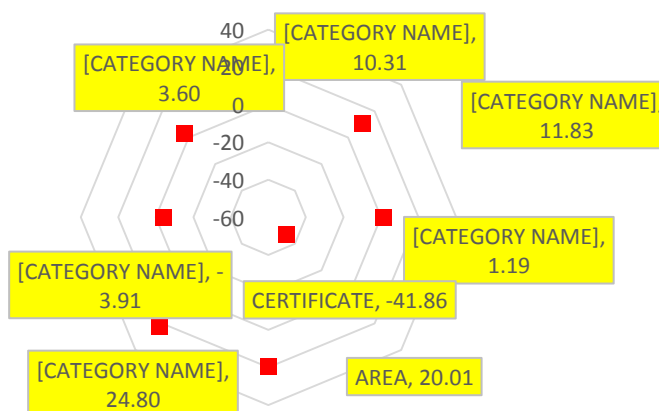 40
[CATEGORY NAME],
10.31
[CATEGORY NAME],
3.60
20
0
[CATEGORY NAME],
11.83
-20
-40
-60
[CATEGORY NAME],
1.19
[CATEGORY NAME], -
3.91
CERTIFICATE, -41.86
[CATEGORY NAME],
24.80
AREA, 20.01